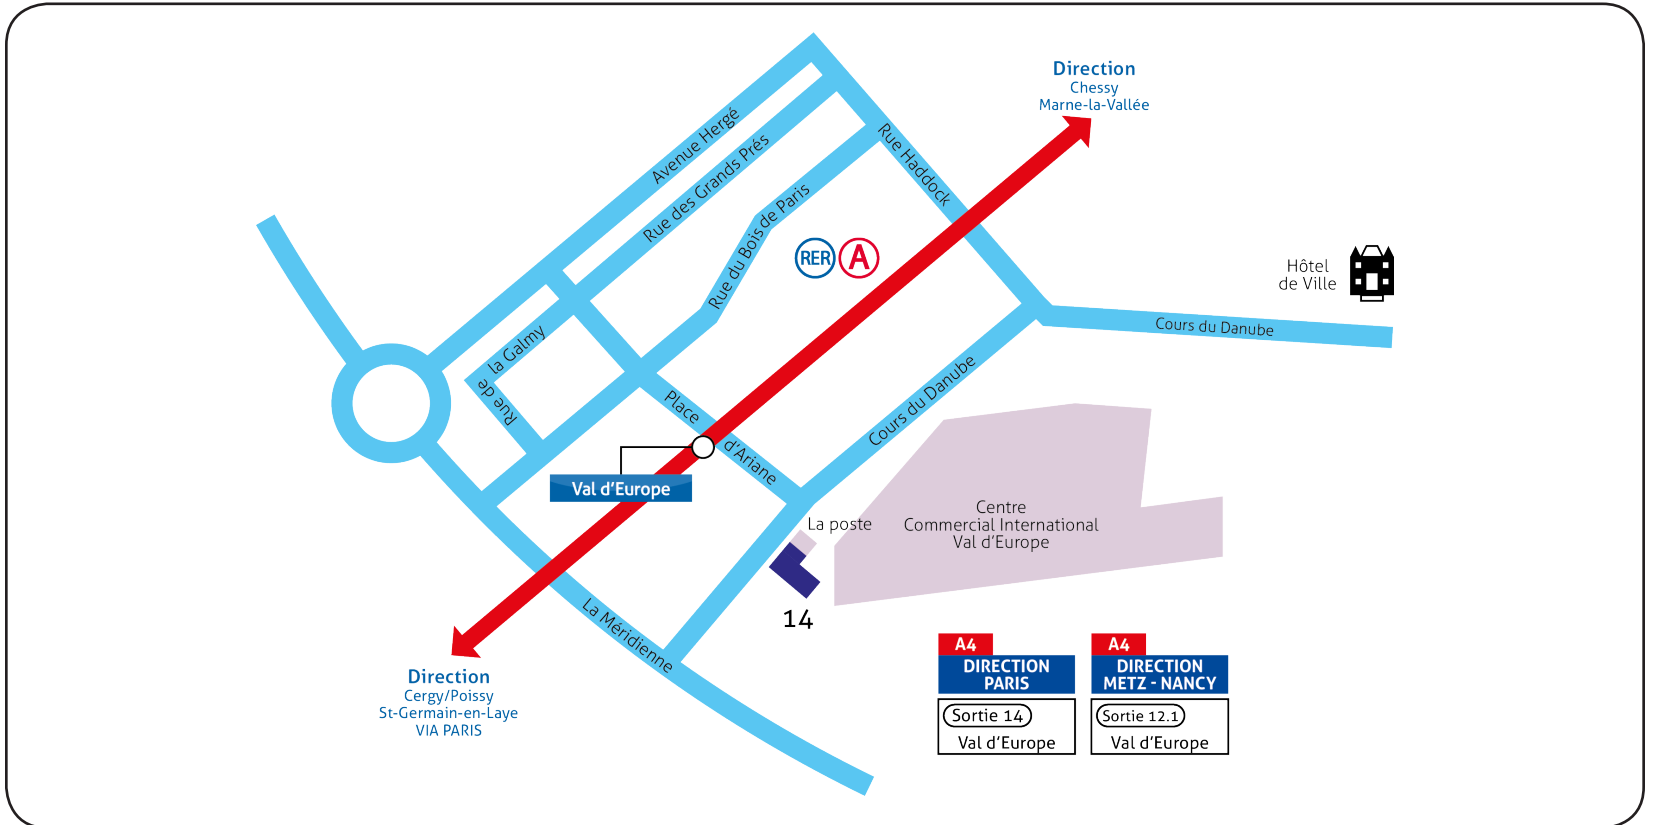 Direction
Chessy
Marne-la-Vallée
Avenue Hergé
Rue des Grands Prés
Rue du Bois de Paris
Rue Haddock
RER A
Hôtel
de Ville
Cours du Danube
Rue de la Galmy
Place d'Ariane
Cours du Danube
Val d'Europe
La poste
Centre
Commercial International
Val d'Europe
14
La Méridienne
Direction
Cergy/Poissy
St-Germain-en-Laye
VIA PARIS
A4
DIRECTION
PARIS
Sortie 14
Val d'Europe
A4
DIRECTION
METZ - NANCY
Sortie 12.1
Val d'Europe